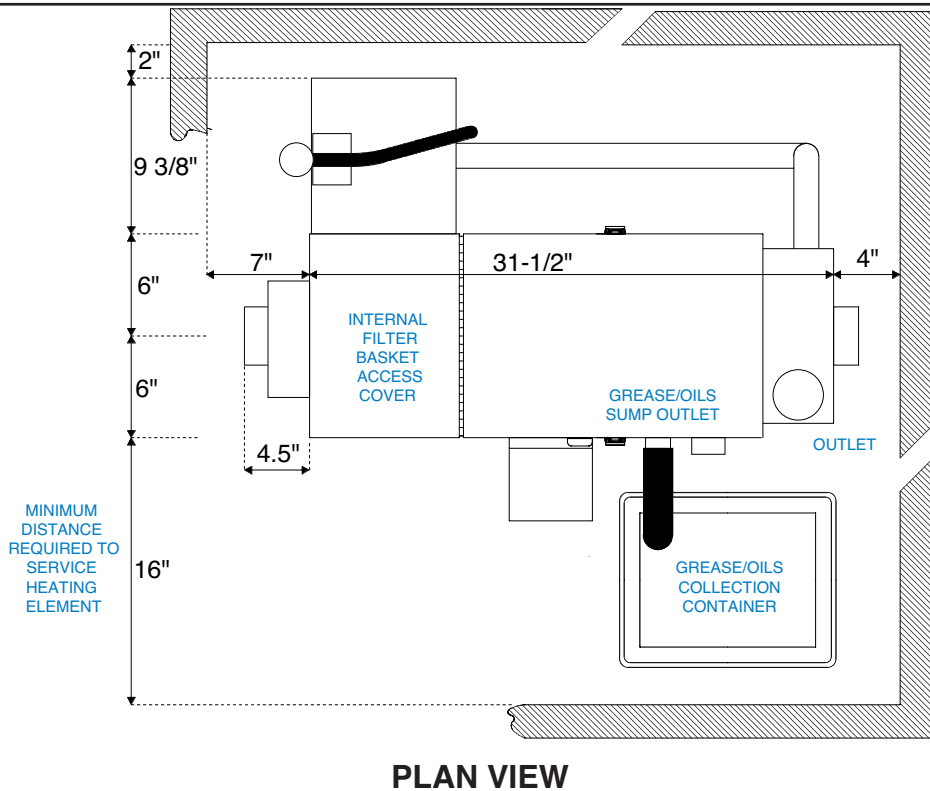 2"
9 3/8"
7"
31-1/2"
4"
6"
INTERNAL
FILTER
BASKET
ACCESS
COVER
6"
GREASE/OILS
SUMP OUTLET
OUTLET
4.5"
MINIMUM
DISTANCE
REQUIRED TO
SERVICE
HEATING
ELEMENT
16"
GREASE/OILS
COLLECTION
CONTAINER
PLAN VIEW